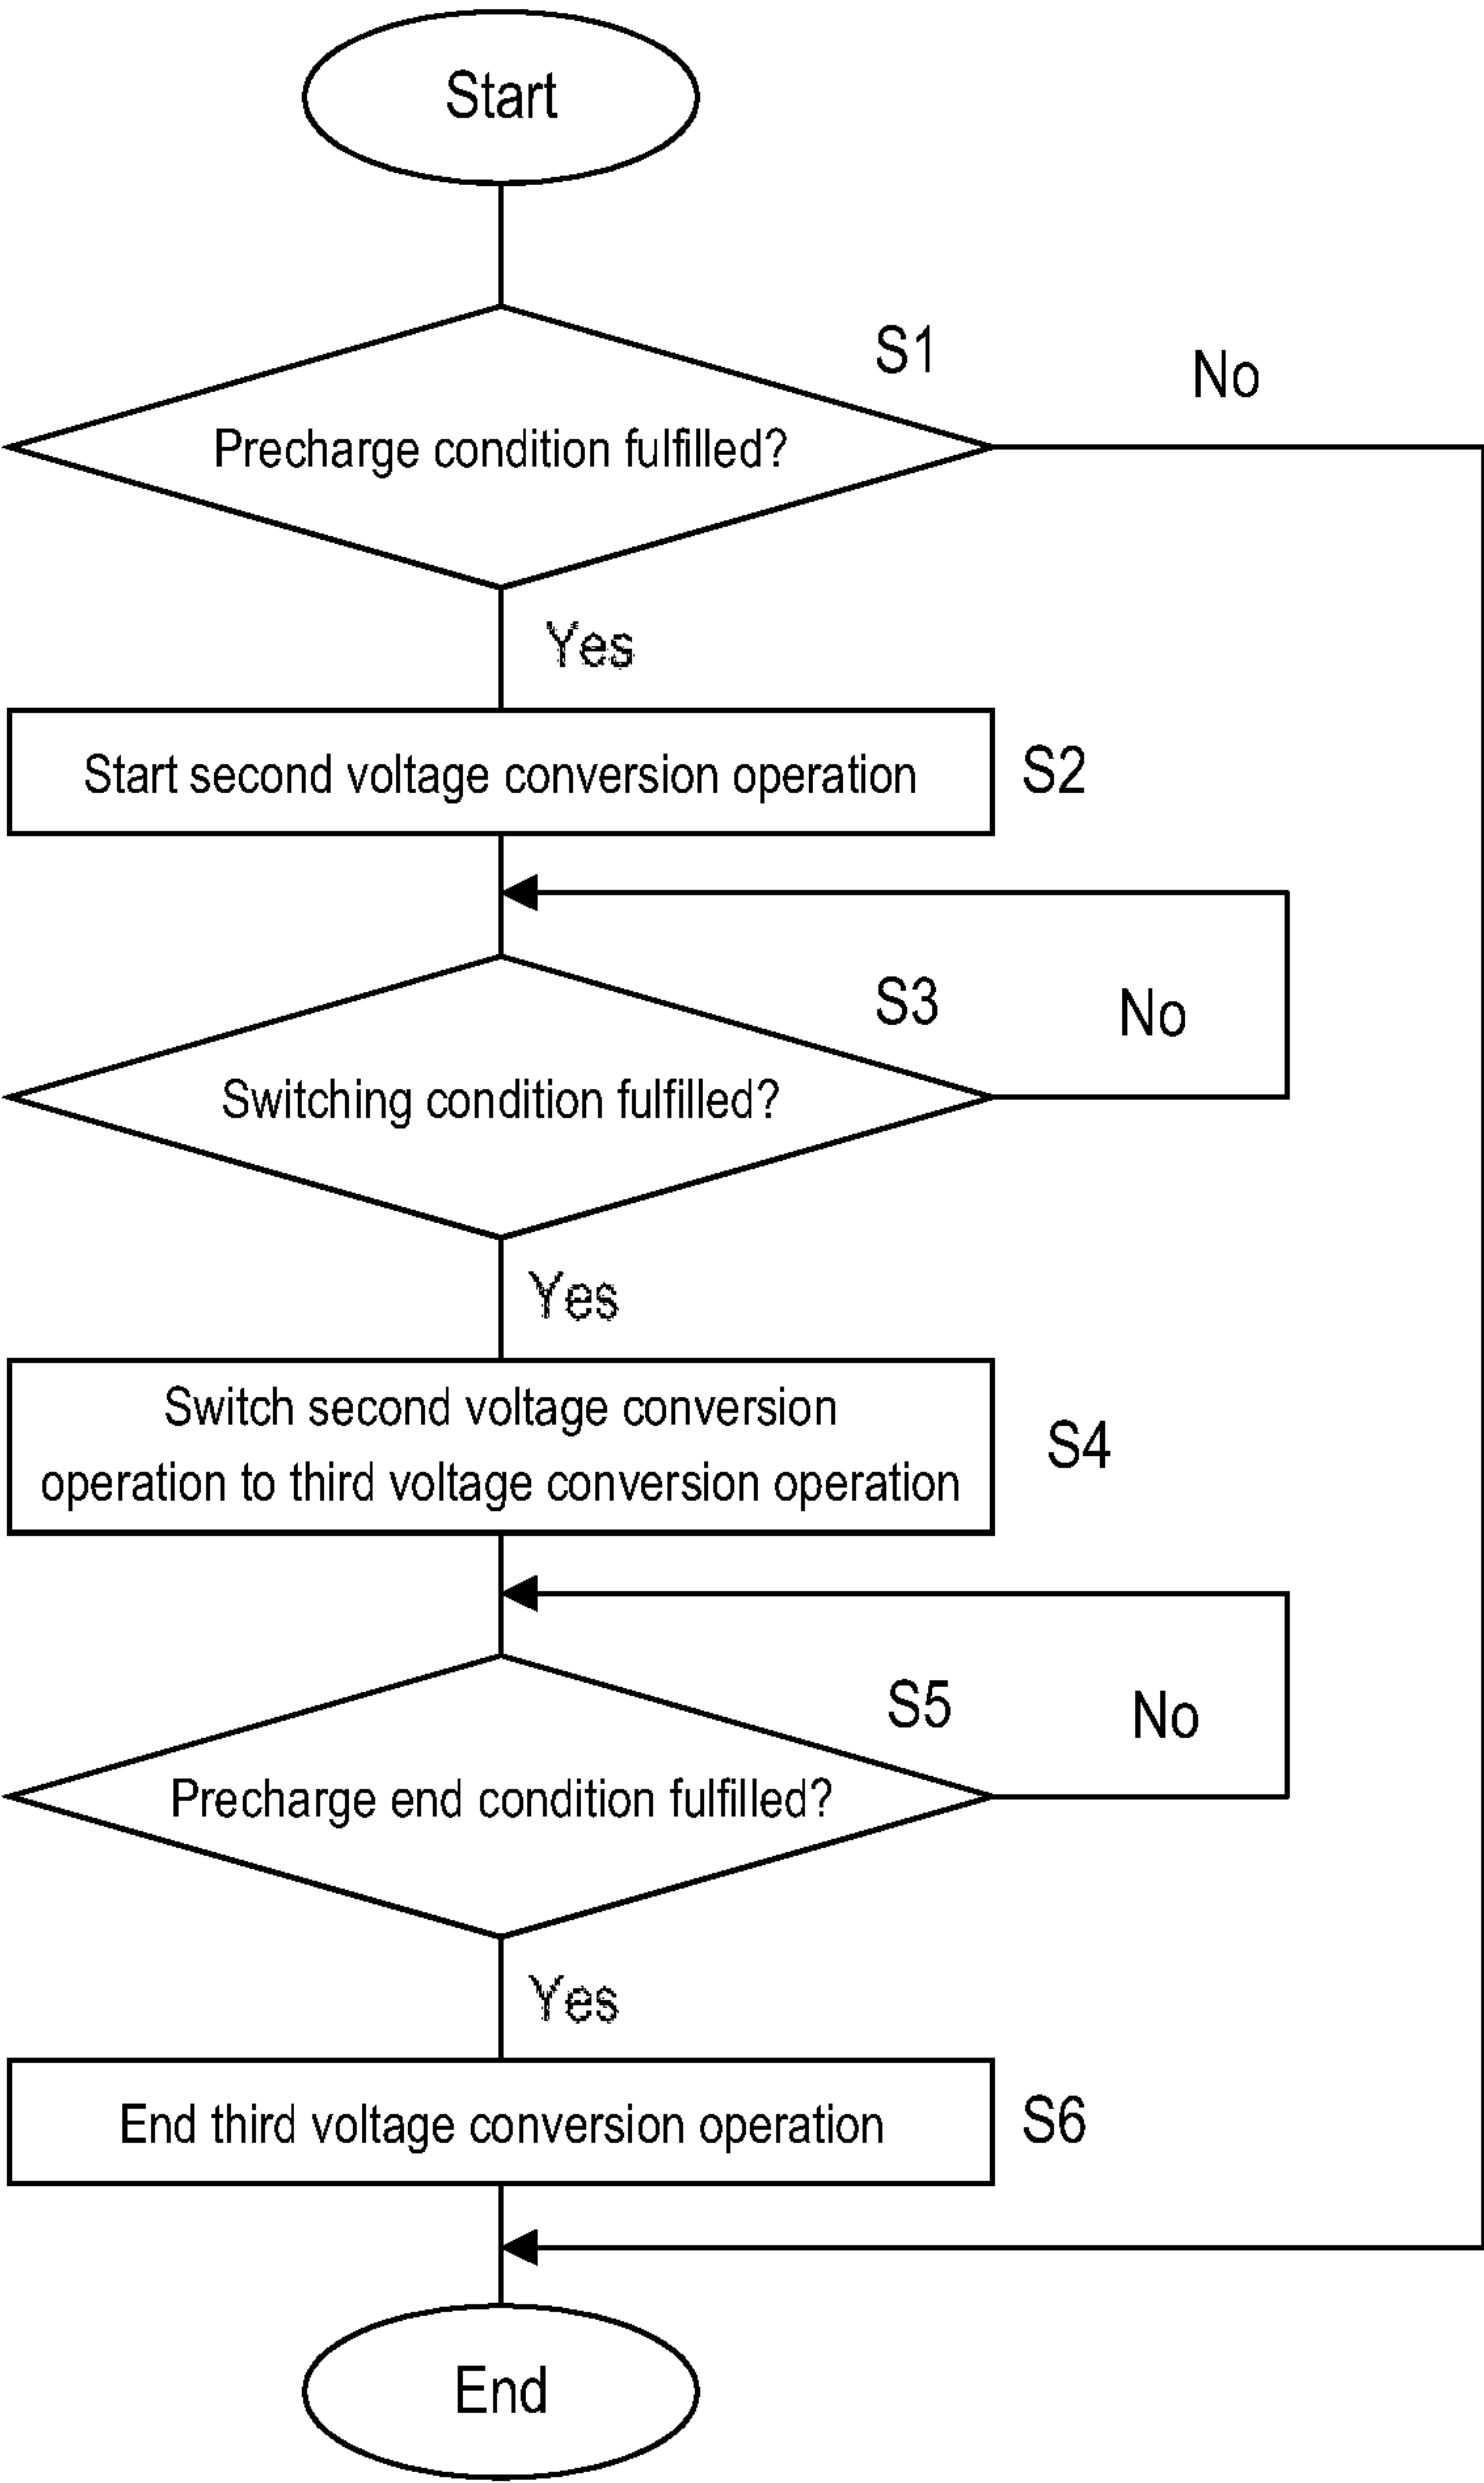 Start
S1
No
Precharge condition fulfilled?
Yes
Start second voltage conversion operation
S2
S3
No
Switching condition fulfilled?
Yes
Switch second voltage conversion
operation to third voltage conversion operation
S4
S5
No
Precharge end condition fulfilled?
Yes
End third voltage conversion operation
S6
End